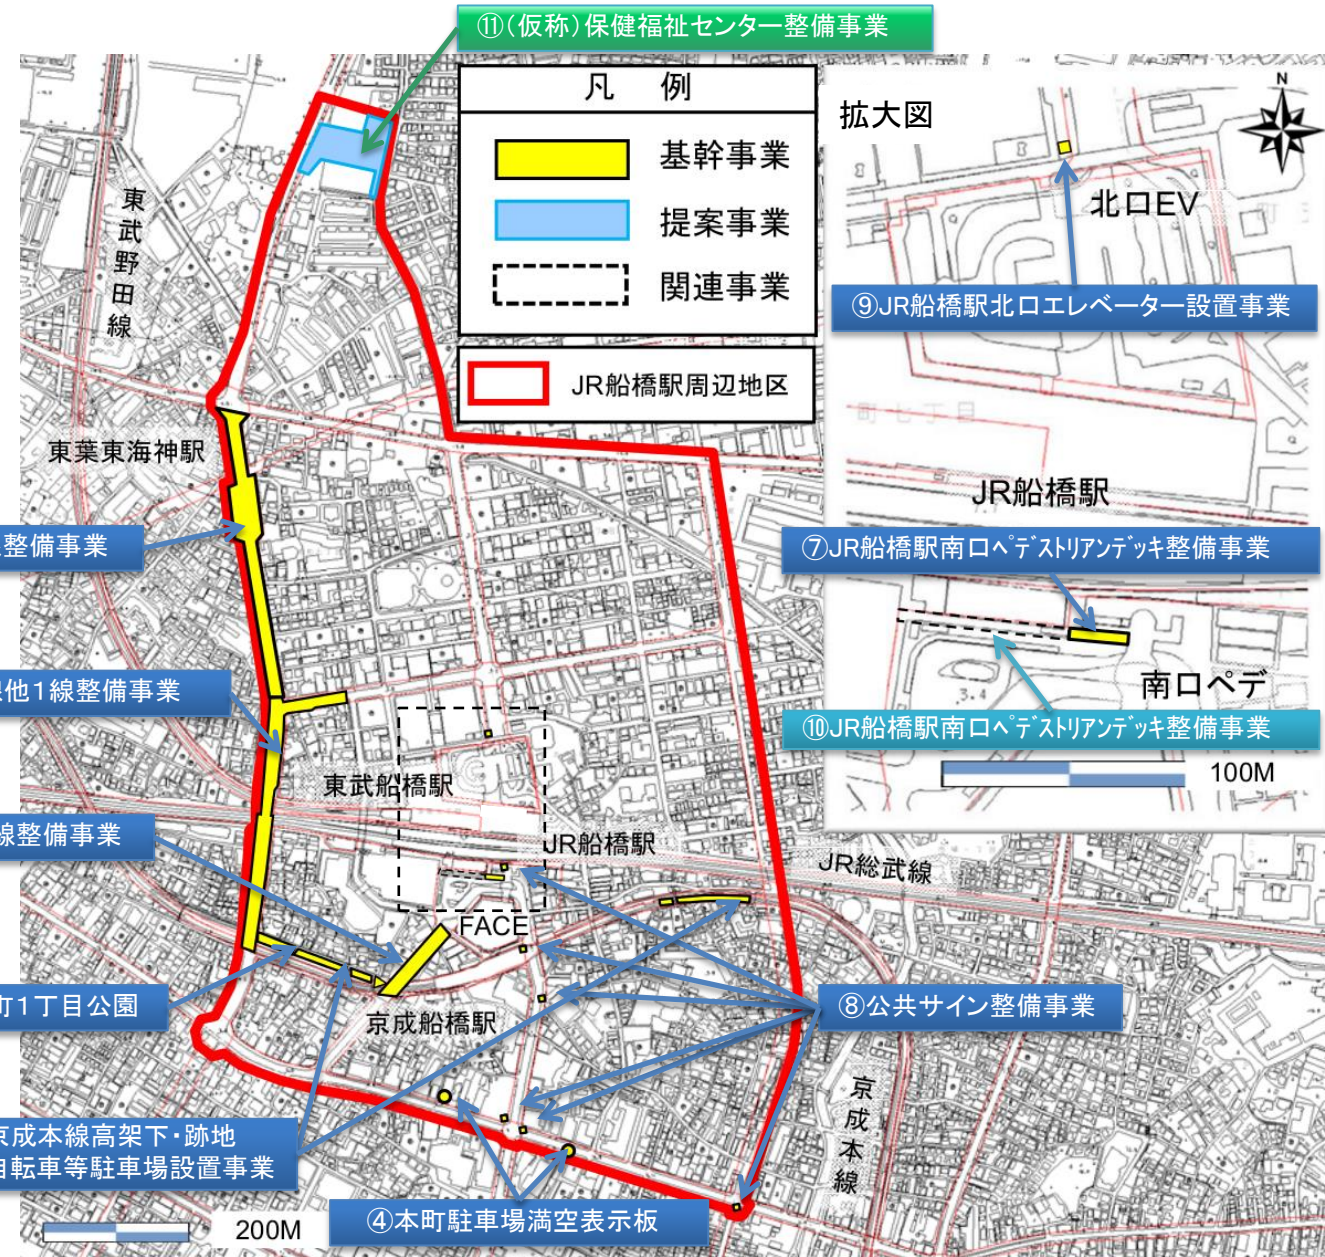 ⑪(仮称)保健福祉センター整備事業
凡 例
基幹事業
提案事業
関連事業
JR船橋駅周辺地区
拡大図
N
北口EV
⑨JR船橋駅北口エレベーター設置事業
JR船橋駅
⑦JR船橋駅南口ペデストリアンデッキ整備事業
3.4
南口ペデ
⑩JR船橋駅南口ペデストリアンデッキ整備事業
100M
東武野田線
東葉東海神駅
整備事業
他1線整備事業
東武船橋駅
線整備事業
JR船橋駅
JR総武線
FACE
町1丁目公園
京成船橋駅
⑧公共サイン整備事業
京成本線
京成本線高架下・跡地
自転車等駐車場設置事業
④本町駐車場満空表示板
200M